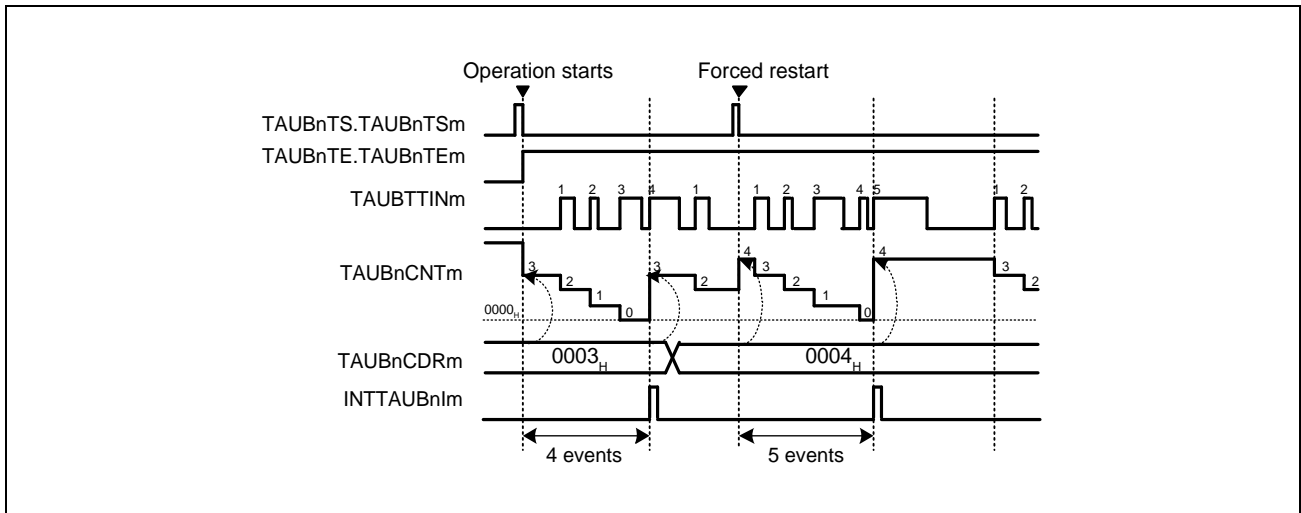 Operation starts Forced restart
TAUBnTS.TAUBnTSm
TAUBnTE.TAUBnTEm
TAUBTTINm 1 2 3 4 1 1 2 3 4 5 1 2
TAUBnCNTm 3 2 1 0 3 2 4 3 2 1 0 4 3 2
0000H
TAUBnCDRm 0003H 0004H
INTTAUBnIm
4 events 5 events